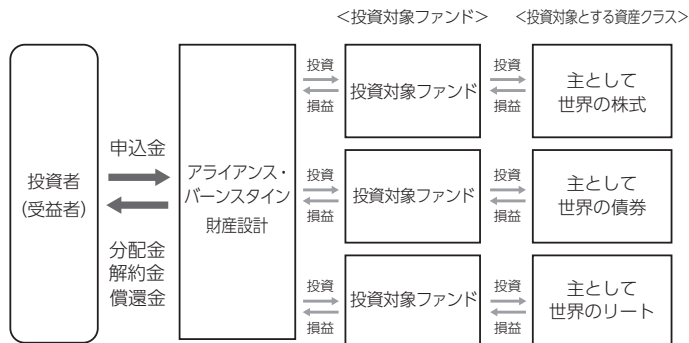 ＜投資対象ファンド＞
＜投資対象とする資産クラス＞
投資者
(受益者)
申込金
分配金
解約金
償還金
アライアンス・
バーンスタイン
財産設計
投資
損益
投資対象ファンド
投資
損益
主として
世界の株式
投資
損益
投資対象ファンド
投資
損益
主として
世界の債券
投資
損益
投資対象ファンド
投資
損益
主として
世界のリート